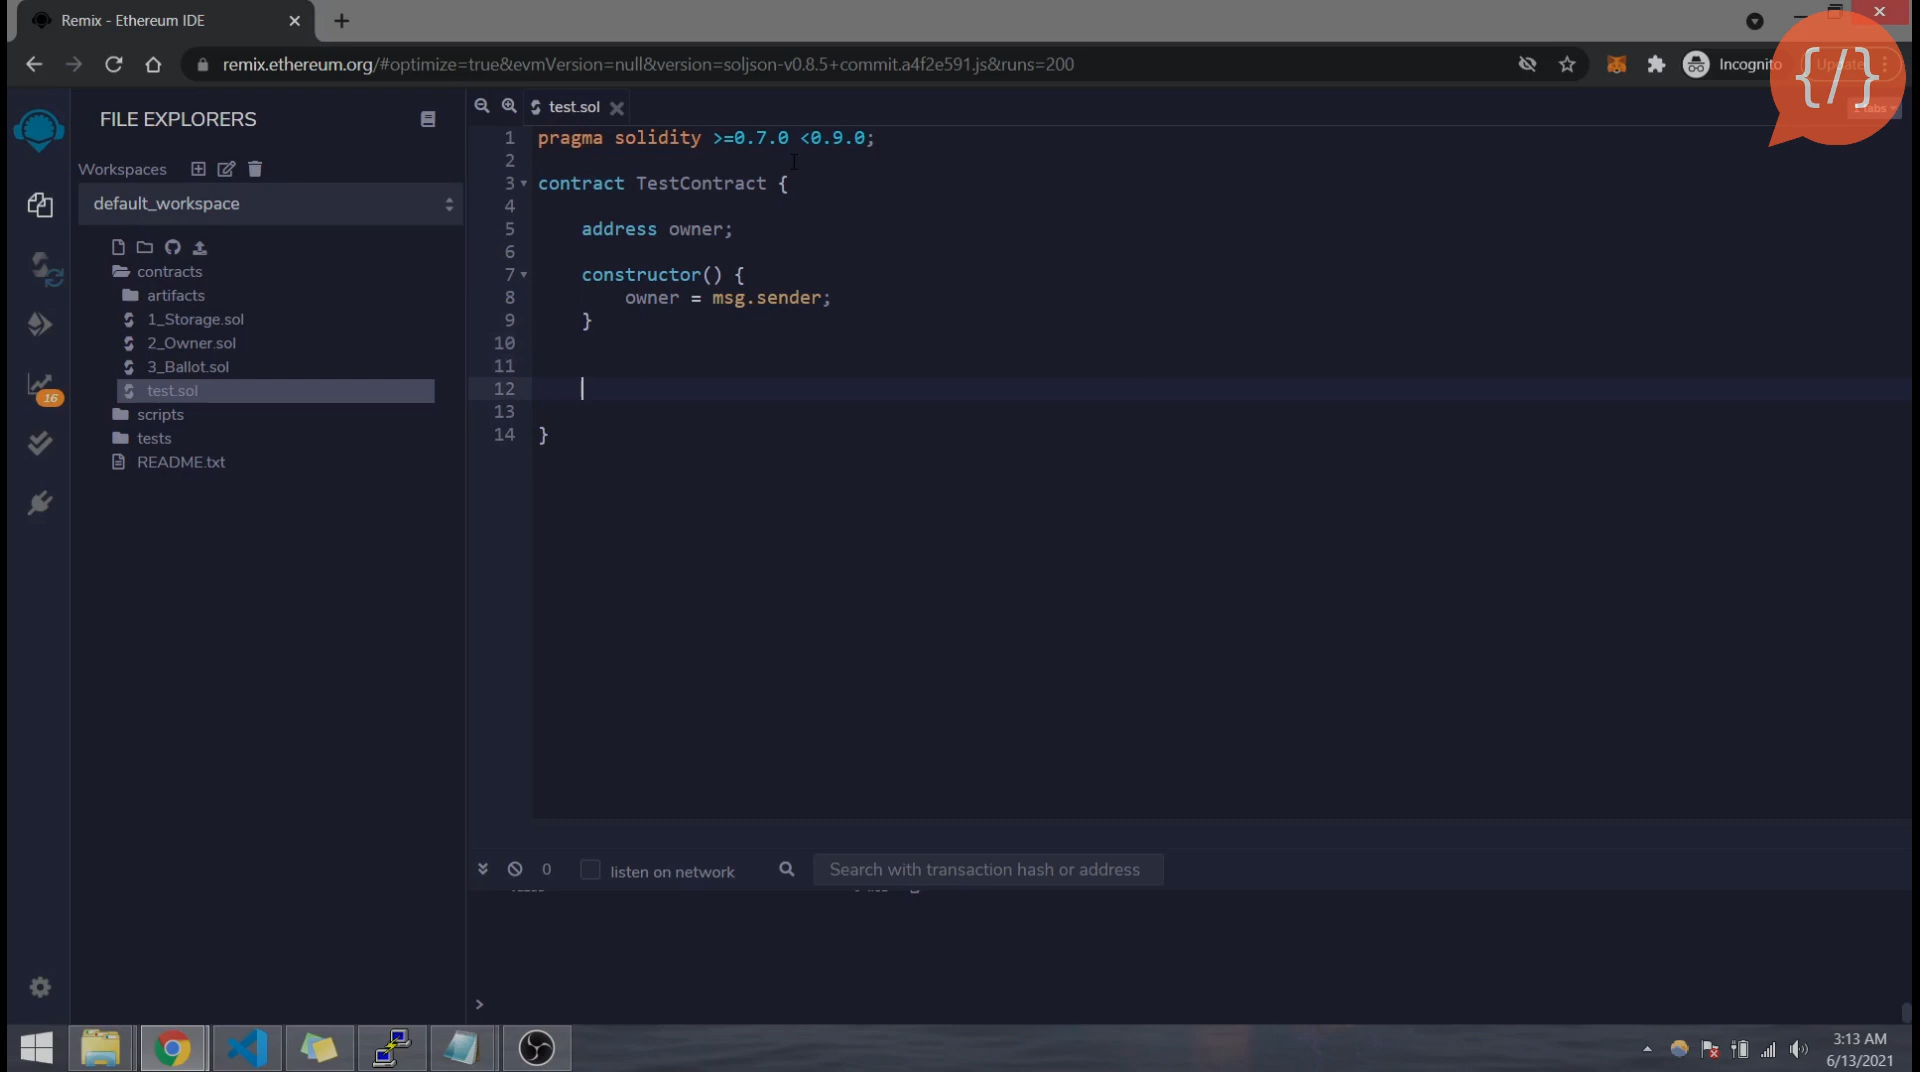 Remix - Ethereum IDE
remix.ethereum.org/#optimize=true&evmVersion=null&version=soljson-v0.8.5+commit.a4f2e591.js&runs=200
Incognito
Update
{/}
FILE EXPLORERS
Workspaces
default_workspace
contracts
artifacts
1_Storage.sol
2_Owner.sol
3_Ballot.sol
test.sol
scripts
tests
README.txt
16
test.sol
1 pragma solidity >=0.7.0 <0.9.0;
2
3 contract TestContract {
4
5 address owner;
6
7 constructor() {
8 owner = msg.sender;
9 }
10
11
12
13
14 }
0
listen on network
Search with transaction hash or address
>
3:13 AM
6/13/2021